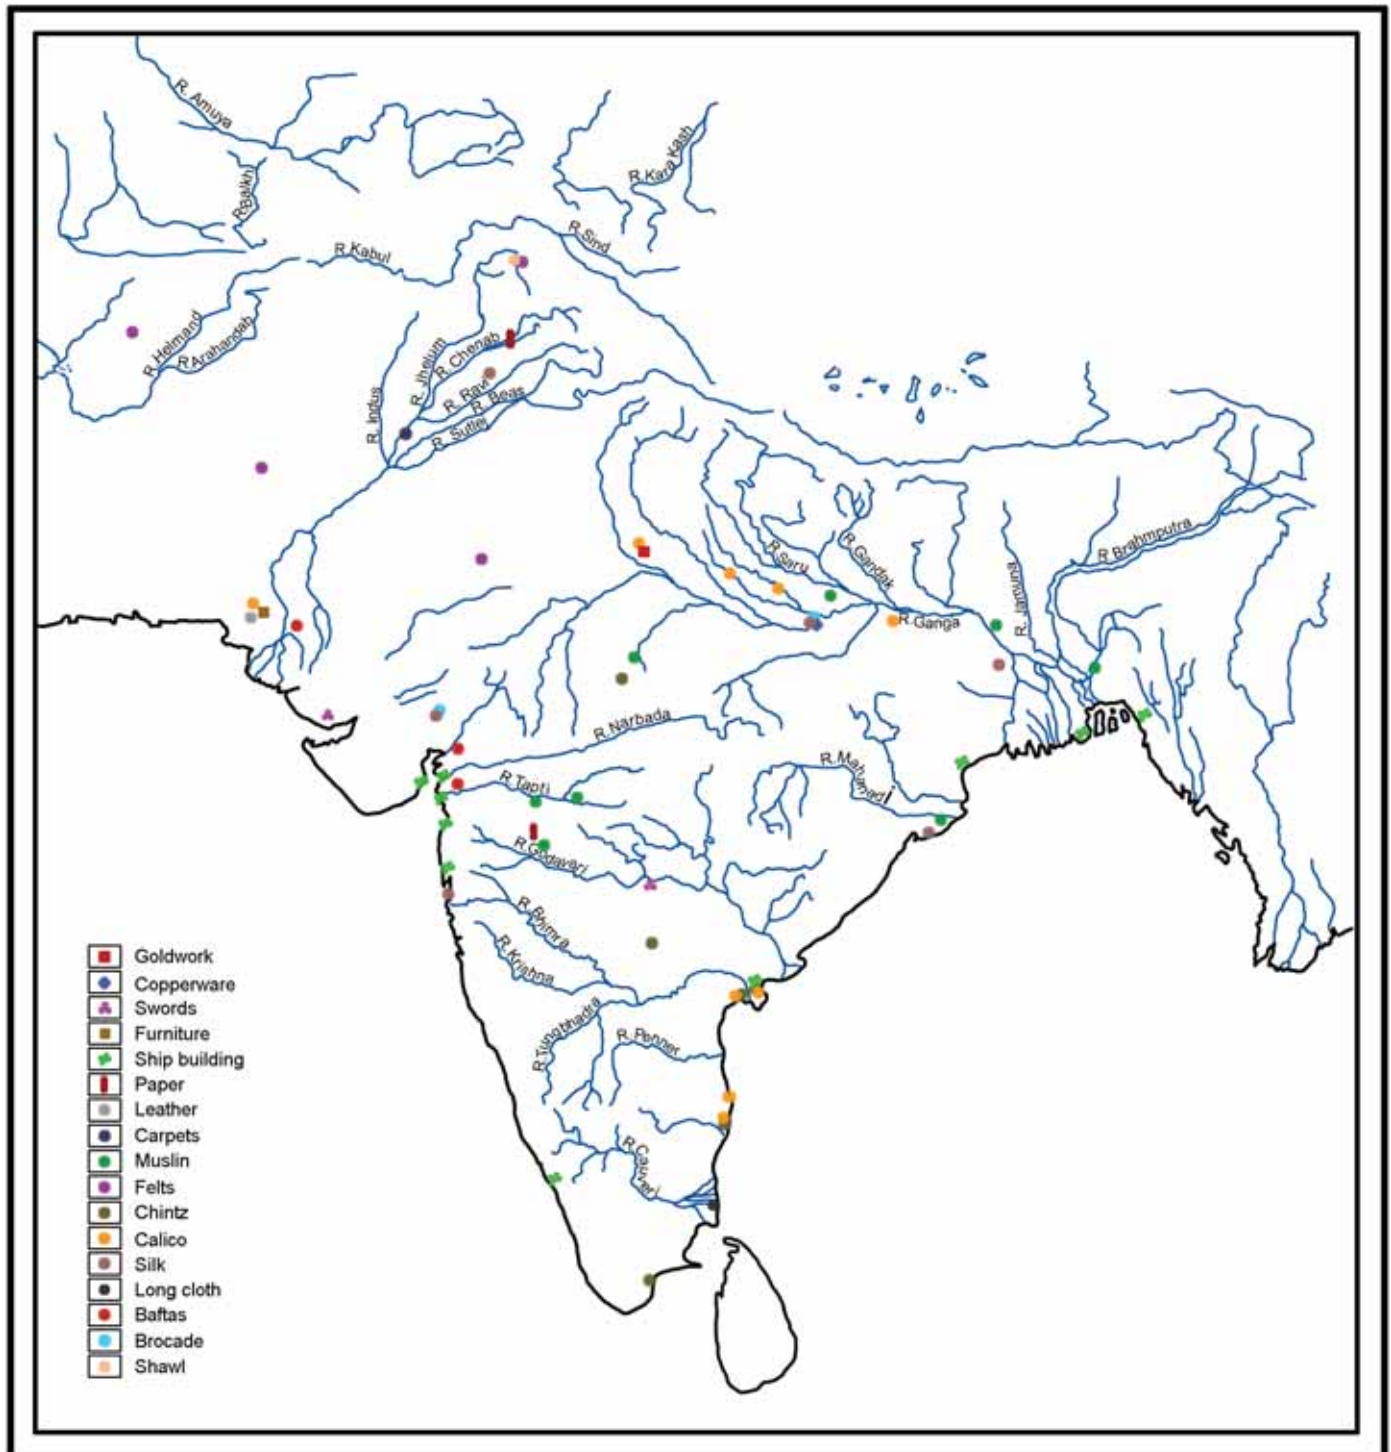 R. Amuya
R.Kara Kash
R.Balkh
R.Sind
R.Kabul
R.Helmand
R.Arahandab
R. Jhelum
R. Chenab
R. Ravi
R. Beas
R. Indus
R. Sutlej
R.Saru
R.Gandak
R.Brahmputra
R.Jamuna
R.Ganga
R.Narbada
R.Mahanadi
R.Tapti
R.Godavari
R.Bhimra
R.Krishna
R.Tungbhadra
R.Penner
R.Cauveri
Goldwork
Copperware
Swords
Furniture
Ship building
Paper
Leather
Carpets
Muslin
Felts
Chintz
Calico
Silk
Long cloth
Baftas
Brocade
Shawl